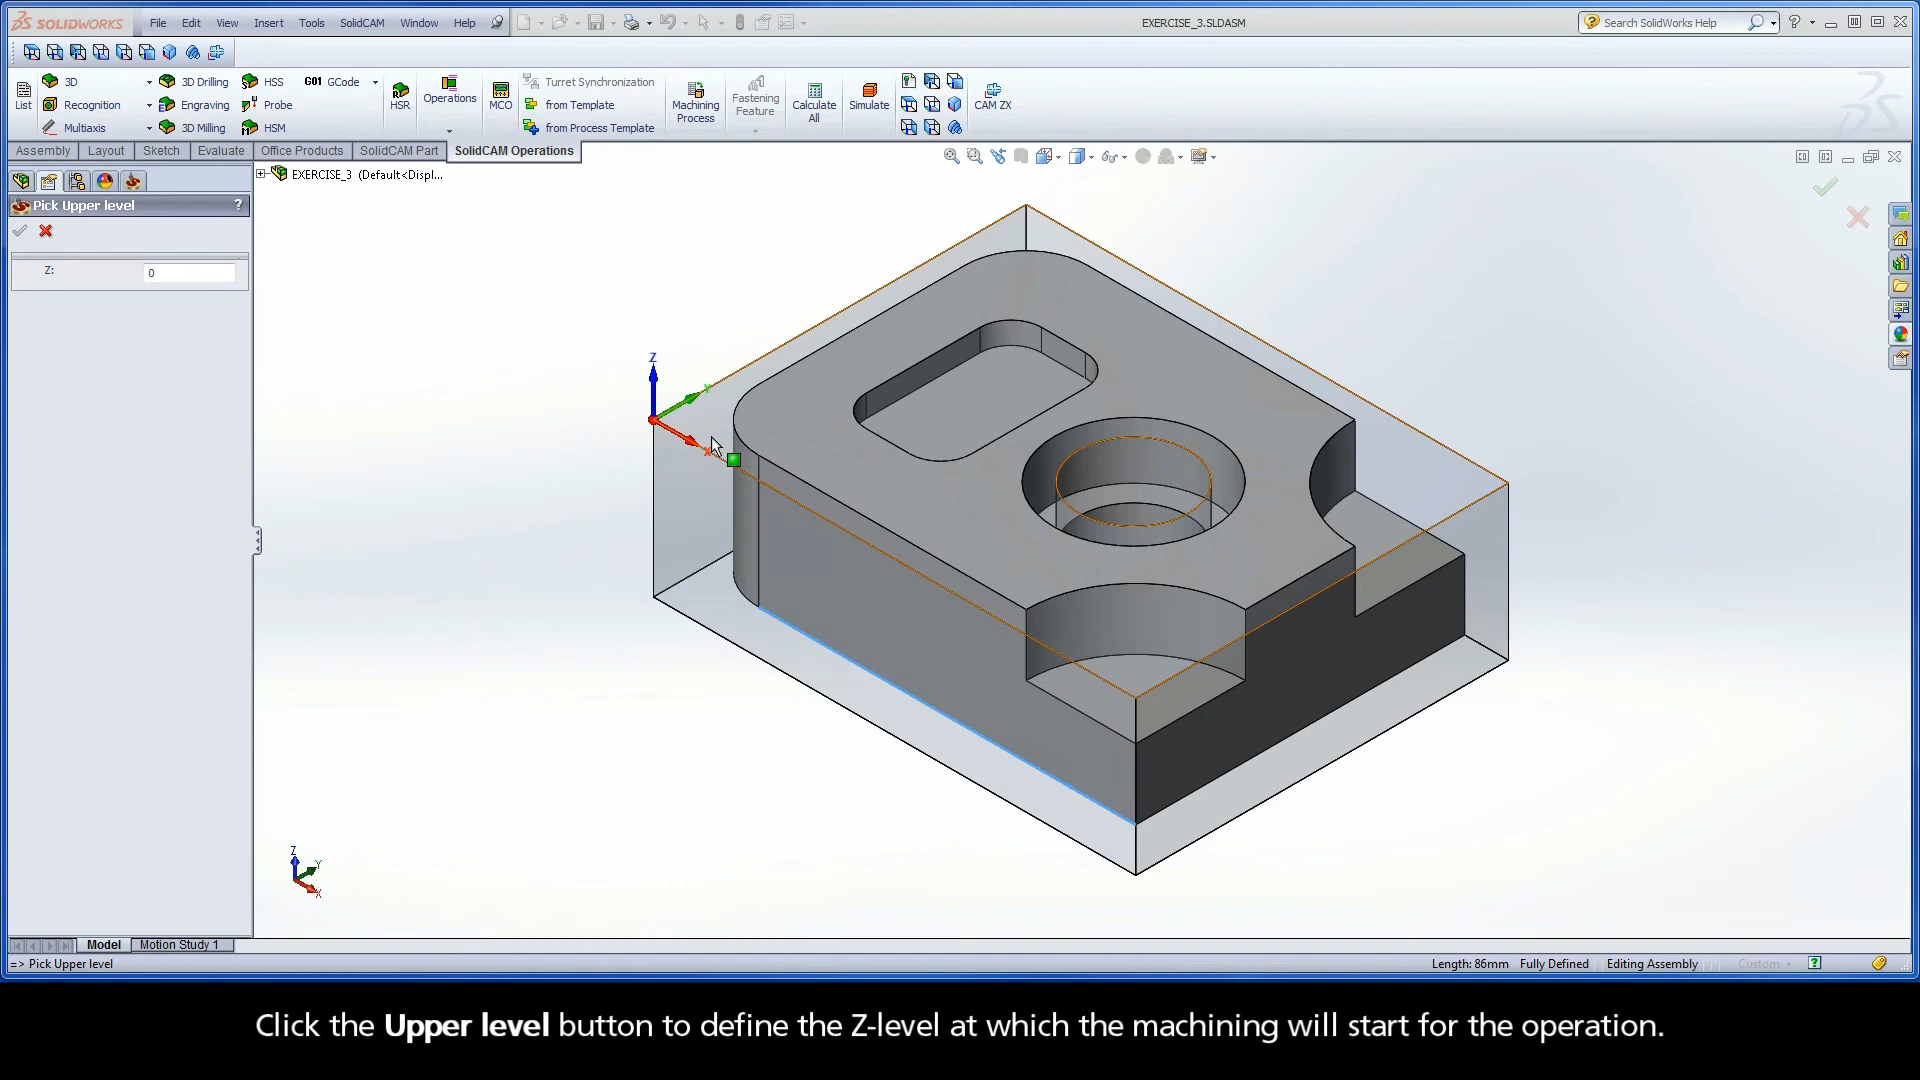 SOLIDWORKS File Edit View Insert Tools SolidCAM Window Help EXERCISE_3.SLDASM Search SolidWorks Help
3D 3D Drilling HSS G01 GCode Turret Synchronization
List Recognition Engraving Probe HSR Operations MCO from Template Machining Process Fastening Feature Calculate All Simulate CAM ZX
Multiaxis 3D Milling HSM from Process Template
Assembly Layout Sketch Evaluate Office Products SolidCAM Part SolidCAM Operations
EXERCISE_3 (Default<Displ...
Pick Upper level ?
Z: 0
Z
Y
X
Z
Y
X
Model Motion Study 1
=> Pick Upper level Length: 86mm Fully Defined Editing Assembly Custom
Click the Upper level button to define the Z-level at which the machining will start for the operation.